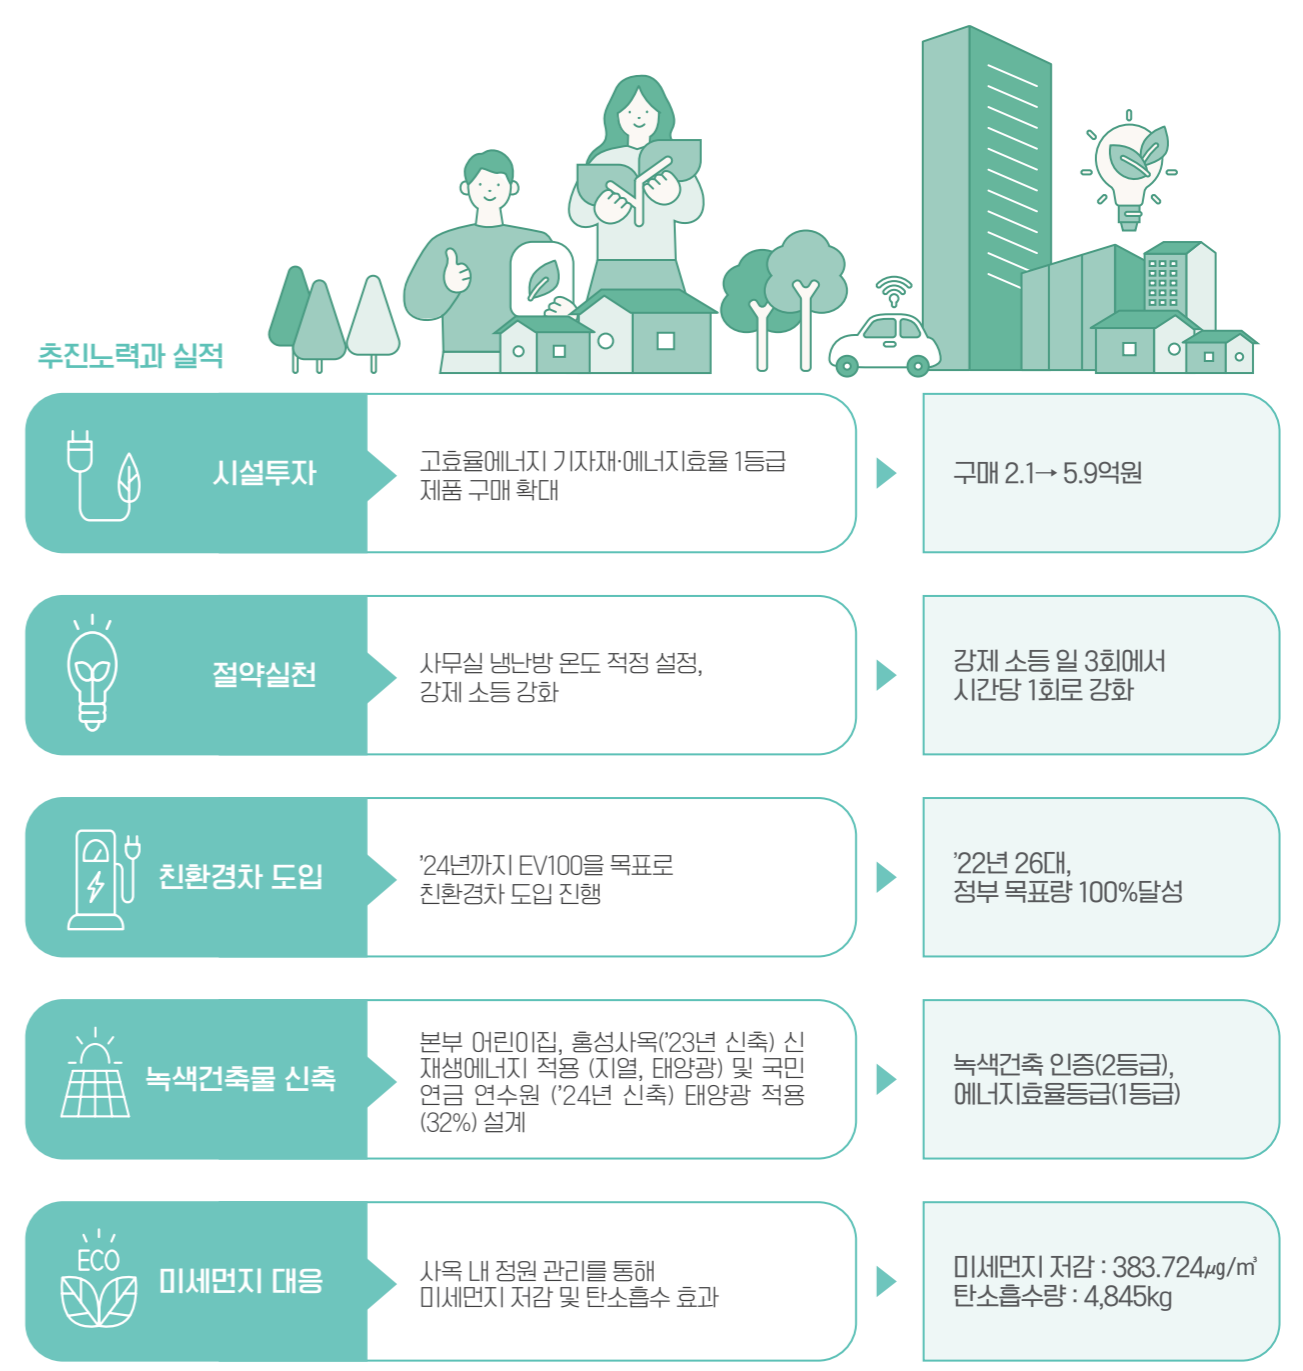 추진노력과 실적
시설투자
고효율에너지 기자재·에너지효율 1등급
제품 구매 확대
구매 2.1→ 5.9억원
절약실천
사무실 냉난방 온도 적정 설정,
강제 소등 강화
강제 소등 일 3회에서
시간당 1회로 강화
친환경차 도입
’24년까지 EV100을 목표로
친환경차 도입 진행
’22년 26대,
정부 목표량 100%달성
녹색건축물 신축
본부 어린이집, 홍성사옥(’23년 신축) 신
재생에너지 적용 (지열, 태양광) 및 국민
연금 연수원 (’24년 신축) 태양광 적용
(32%) 설계
녹색건축 인증(2등급),
에너지효율등급(1등급)
ECO
미세먼지 대응
사옥 내 정원 관리를 통해
미세먼지 저감 및 탄소흡수 효과
미세먼지 저감 : 383.724㎍/㎥
탄소흡수량 : 4,845kg